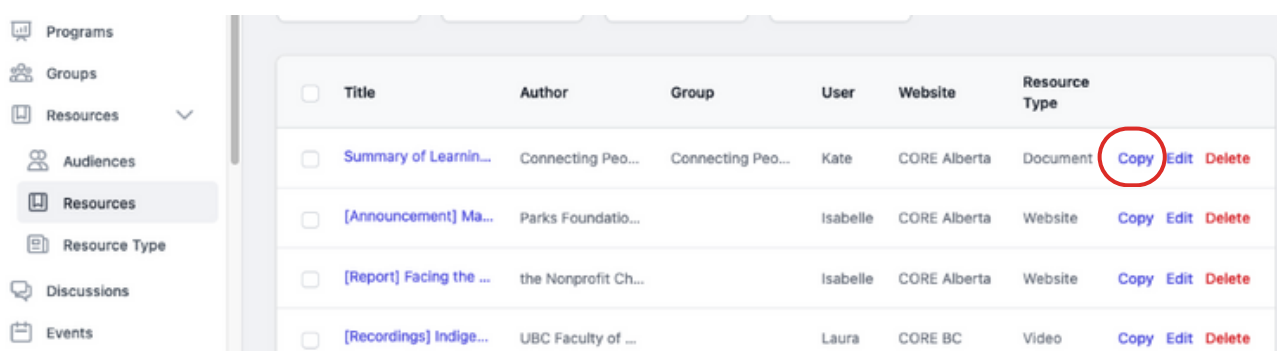 Programs
Groups
Resources
Audiences
Resources
Resource Type
Discussions
Events
Title Author Group User Website Resource Type
Summary of Learnin... Connecting Peo... Connecting Peo... Kate CORE Alberta Document Copy Edit Delete
[Announcement] Ma... Parks Foundatio... Isabelle CORE Alberta Website Copy Edit Delete
[Report] Facing the ... the Nonprofit Ch... Isabelle CORE Alberta Website Copy Edit Delete
[Recordings] Indige... UBC Faculty of ... Laura CORE BC Video Copy Edit Delete